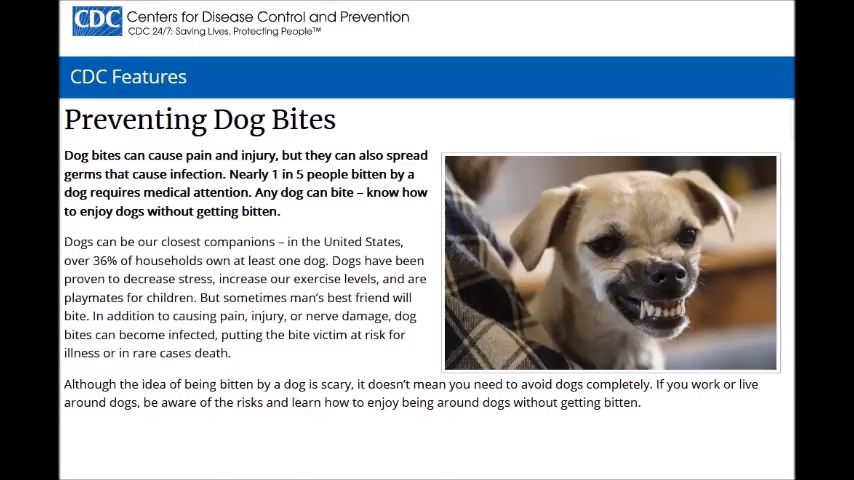 CDC
Centers for Disease Control and Prevention
CDC 24/7: Saving Lives. Protecting People™
CDC Features
Preventing Dog Bites
Dog bites can cause pain and injury, but they can also spread
germs that cause infection. Nearly 1 in 5 people bitten by a
dog requires medical attention. Any dog can bite – know how
to enjoy dogs without getting bitten.
Dogs can be our closest companions – in the United States,
over 36% of households own at least one dog. Dogs have been
proven to decrease stress, increase our exercise levels, and are
playmates for children. But sometimes man's best friend will
bite. In addition to causing pain, injury, or nerve damage, dog
bites can become infected, putting the bite victim at risk for
illness or in rare cases death.
Although the idea of being bitten by a dog is scary, it doesn't mean you need to avoid dogs completely. If you work or live
around dogs, be aware of the risks and learn how to enjoy being around dogs without getting bitten.